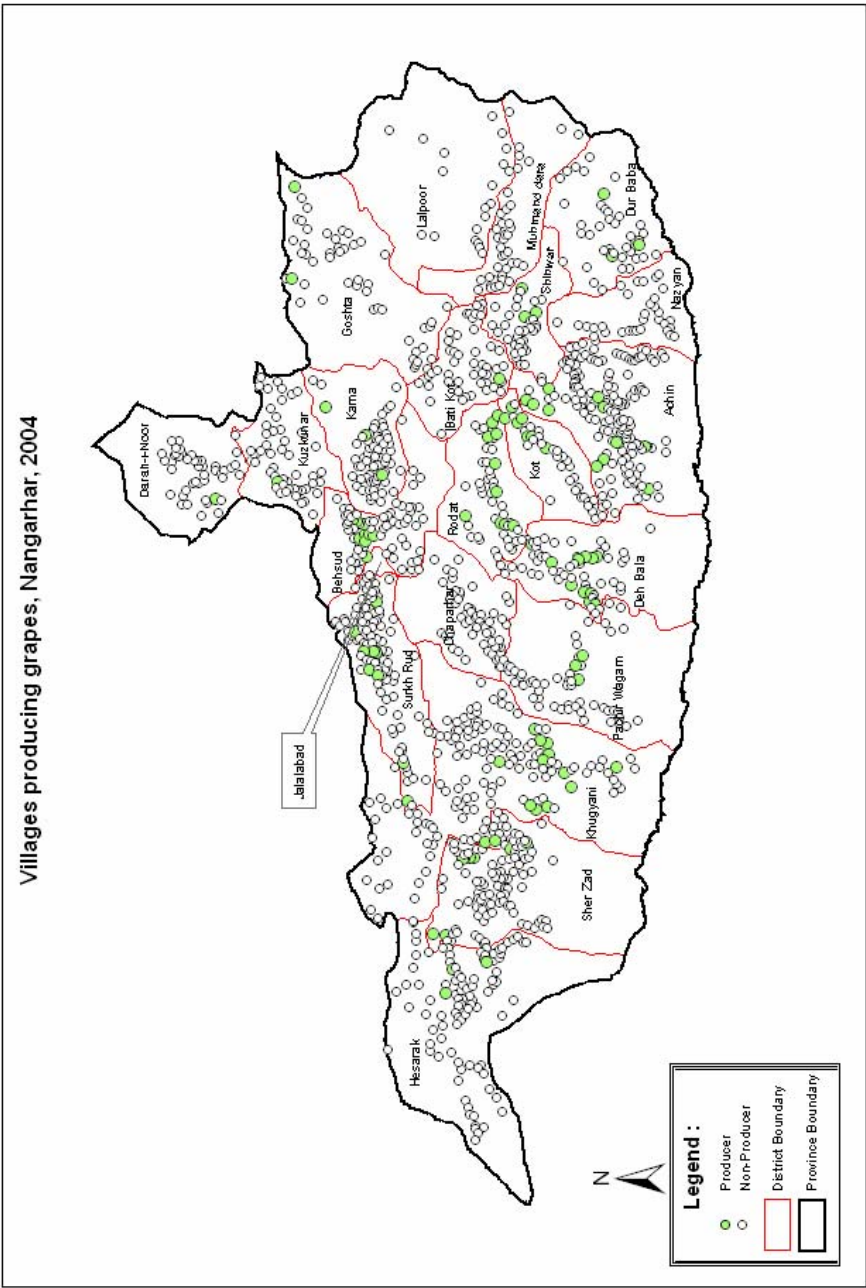 Villages producing grapes, Nangarhar, 2004
Darah-I-Noor
Kuzkunar
Goshta
Kama
Behsud
Lalpoor
Jalalabad
Surkh Rud
Bati Kot
Muhmand dara
Shinwar
Dur Baba
Rodat
Chaparhar
Kot
Nazyan
Achin
Hesarak
Deh Bala
Pachir Wagam
Khugyani
Sher Zad
N
Legend :
Producer
Non-Producer
District Boundary
Province Boundary